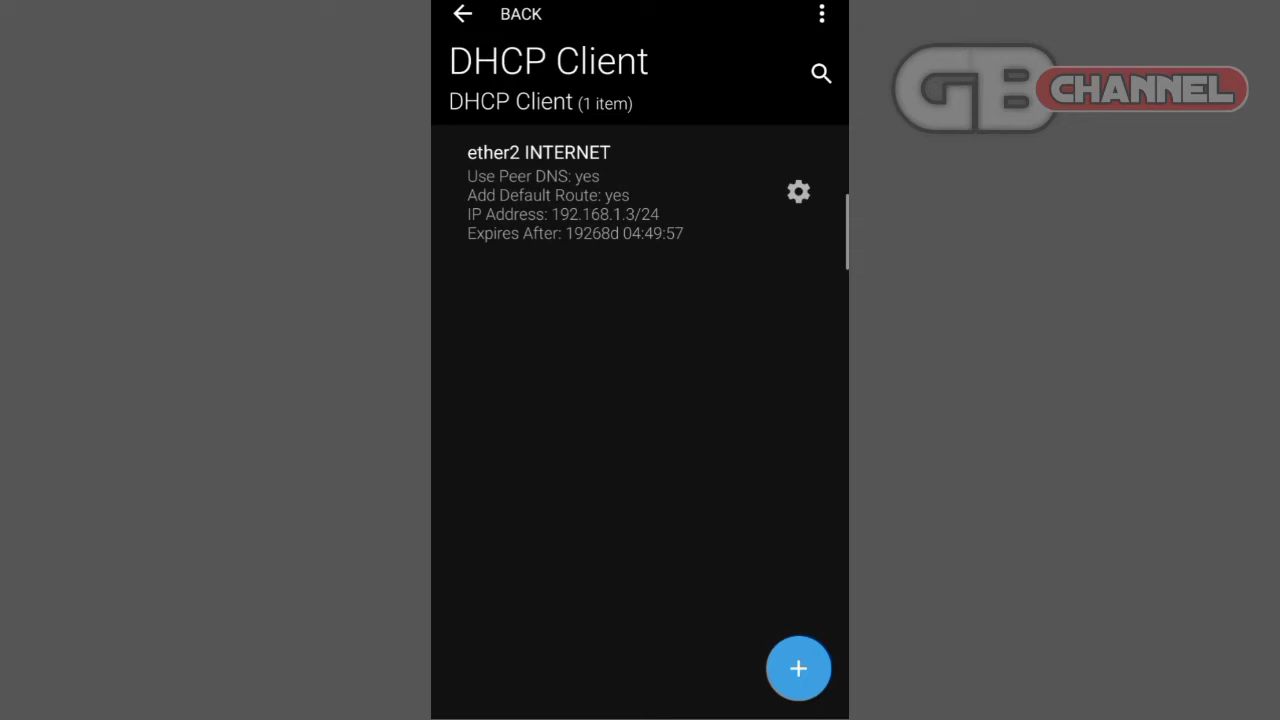 BACK
GB CHANNEL
DHCP Client
DHCP Client (1 item)
ether2 INTERNET
Use Peer DNS: yes
Add Default Route: yes
IP Address: 192.168.1.3/24
Expires After: 19268d 04:49:57